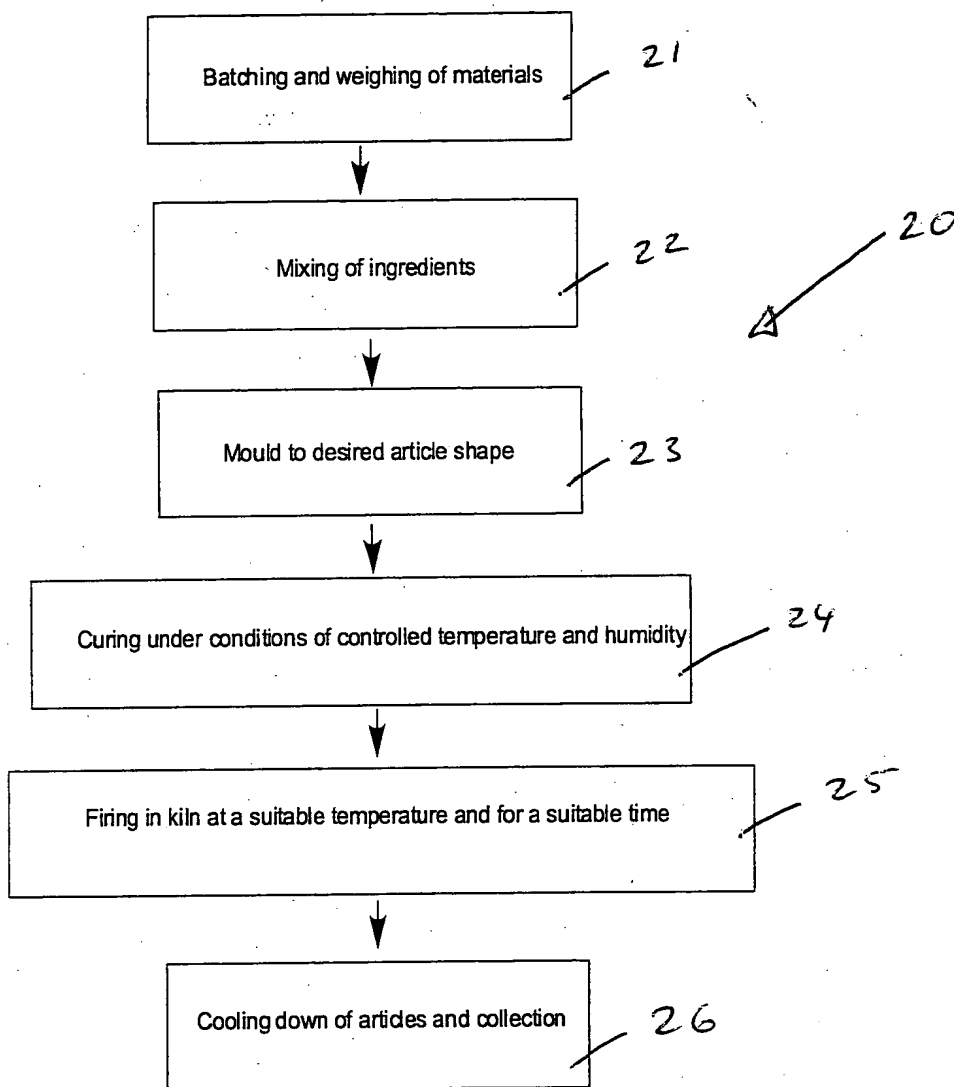 Batching and weighing of materials
21
Mixing of ingredients
22
20
Mould to desired article shape
23
Curing under conditions of controlled temperature and humidity
24
Firing in kiln at a suitable temperature and for a suitable time
25
Cooling down of articles and collection
26